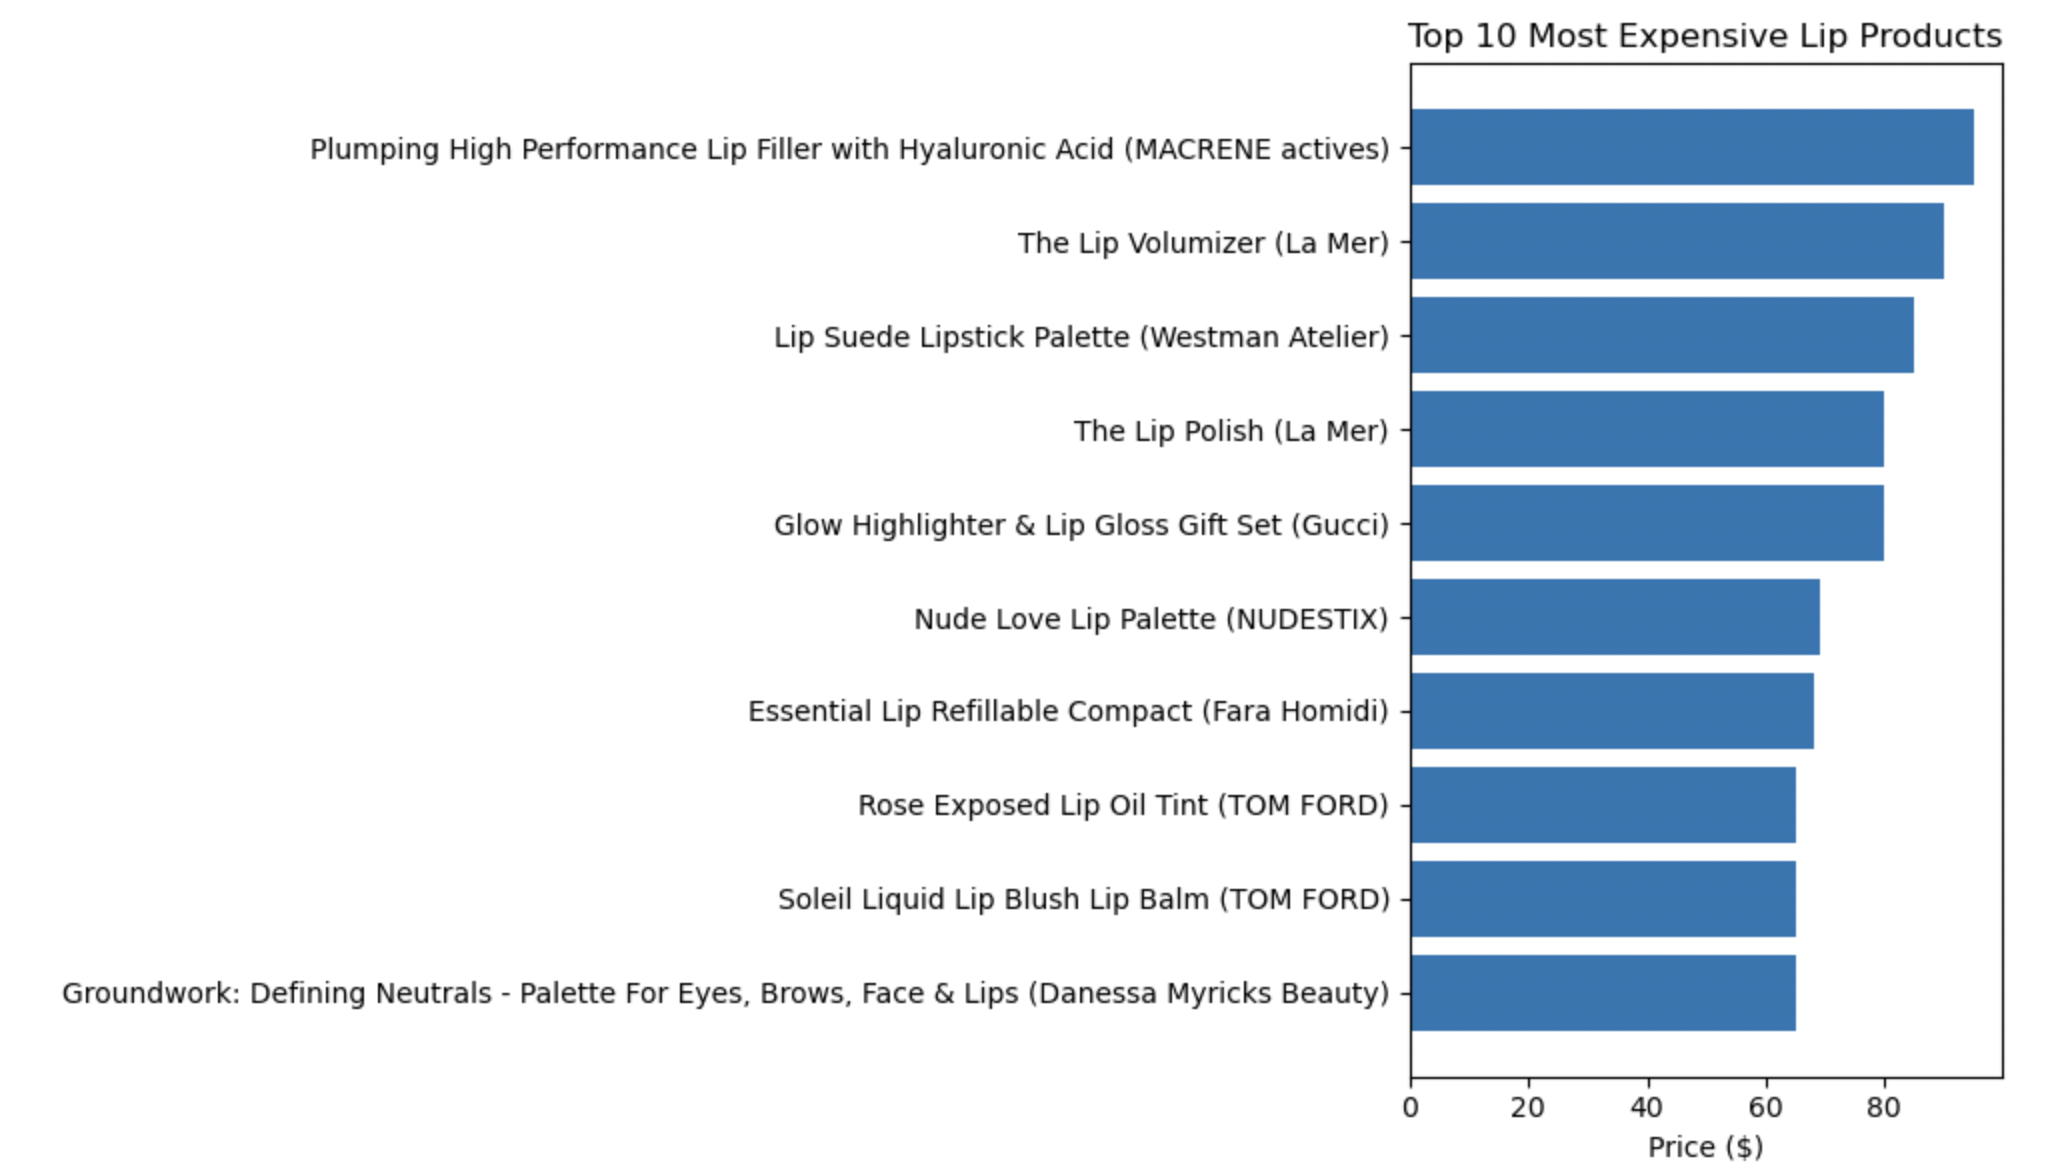 Top 10 Most Expensive Lip Products
Plumping High Performance Lip Filler with Hyaluronic Acid (MACRENE actives)
The Lip Volumizer (La Mer)
Lip Suede Lipstick Palette (Westman Atelier)
The Lip Polish (La Mer)
Glow Highlighter & Lip Gloss Gift Set (Gucci)
Nude Love Lip Palette (NUDESTIX)
Essential Lip Refillable Compact (Fara Homidi)
Rose Exposed Lip Oil Tint (TOM FORD)
Soleil Liquid Lip Blush Lip Balm (TOM FORD)
Groundwork: Defining Neutrals - Palette For Eyes, Brows, Face & Lips (Danessa Myricks Beauty)
0 20 40 60 80
Price ($)